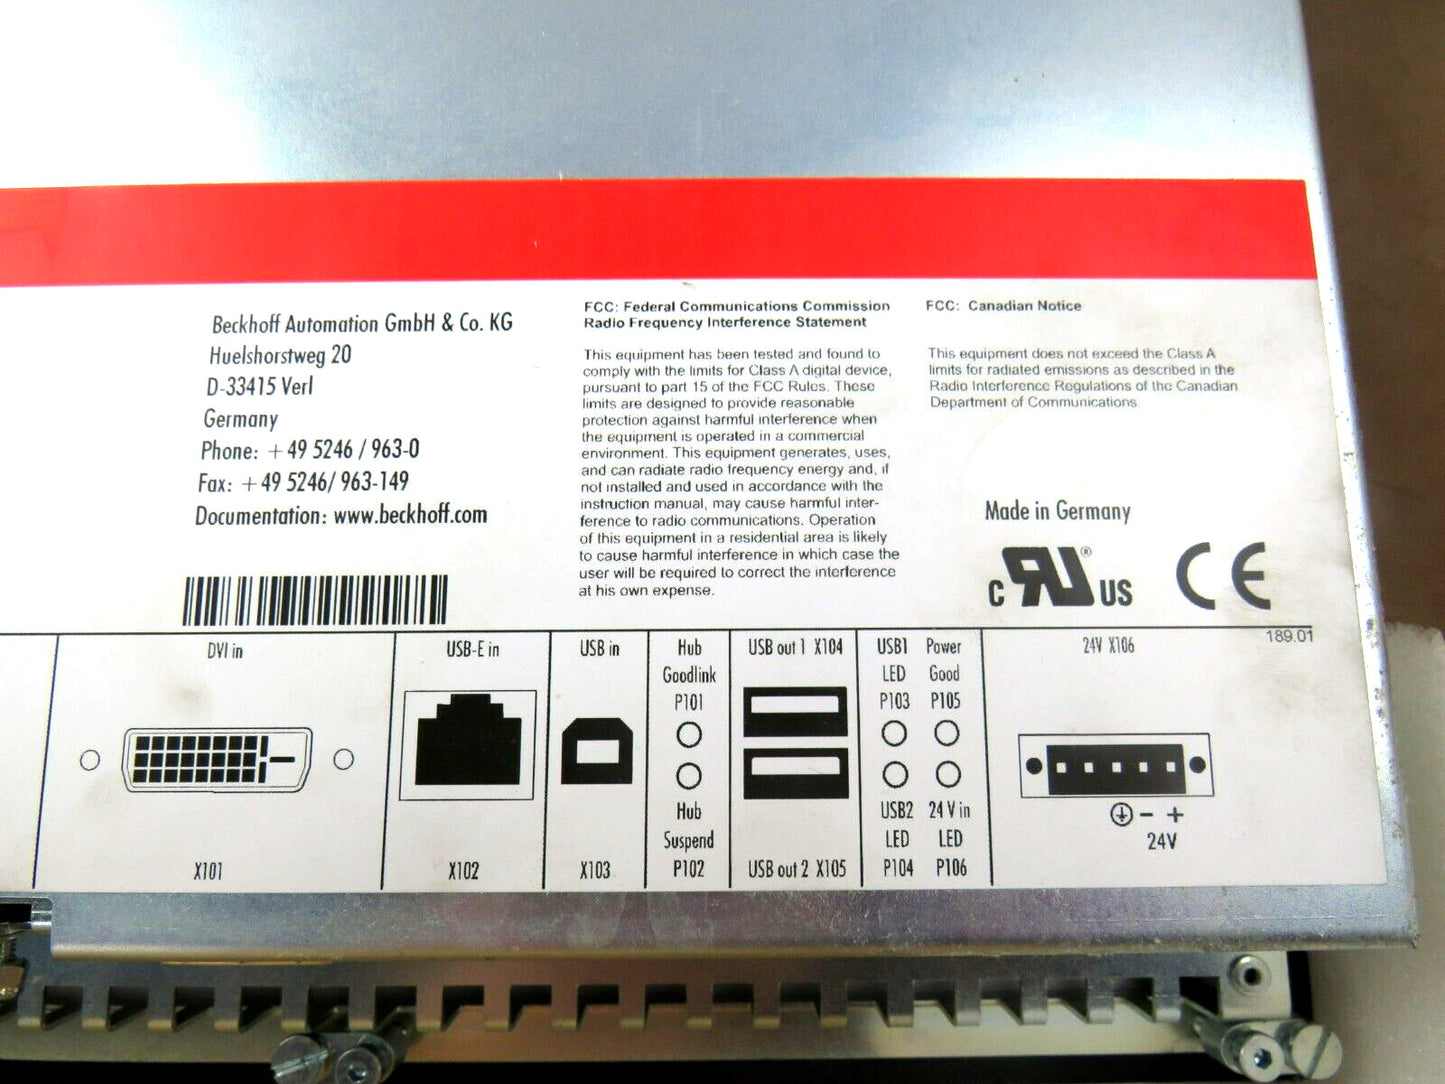 Beckhoff Automation GmbH & Co. KG
Huelshorstweg 20
D-33415 Verl
Germany
Phone: +49 5246 / 963-0
Fax: +49 5246/ 963-149
Documentation: www.beckhoff.com
FCC: Federal Communications Commission
Radio Frequency Interference Statement
This equipment has been tested and found to
comply with the limits for Class A digital device,
pursuant to part 15 of the FCC Rules. These
limits are designed to provide reasonable
protection against harmful interference when
the equipment is operated in a commercial
environment. This equipment generates, uses,
and can radiate radio frequency energy and, if
not installed and used in accordance with the
instruction manual, may cause harmful inter-
ference to radio communications. Operation
of this equipment in a residential area is likely
to cause harmful interference in which case the
user will be required to correct the interference
at his own expense.
FCC: Canadian Notice
This equipment does not exceed the Class A
limits for radiated emissions as described in the
Radio Interference Regulations of the Canadian
Department of Communications.
Made in Germany
c RU ® US CE
189.01
DVI in
X101
USB-E in
X102
USB in
X103
Hub
Goodlink
P101
Hub
Suspend
P102
USB out 1 X104
USB out 2 X105
USB1
LED
P103
USB2
LED
P104
Power
Good
P105
24 V in
LED
P106
24V X106
- +
24V